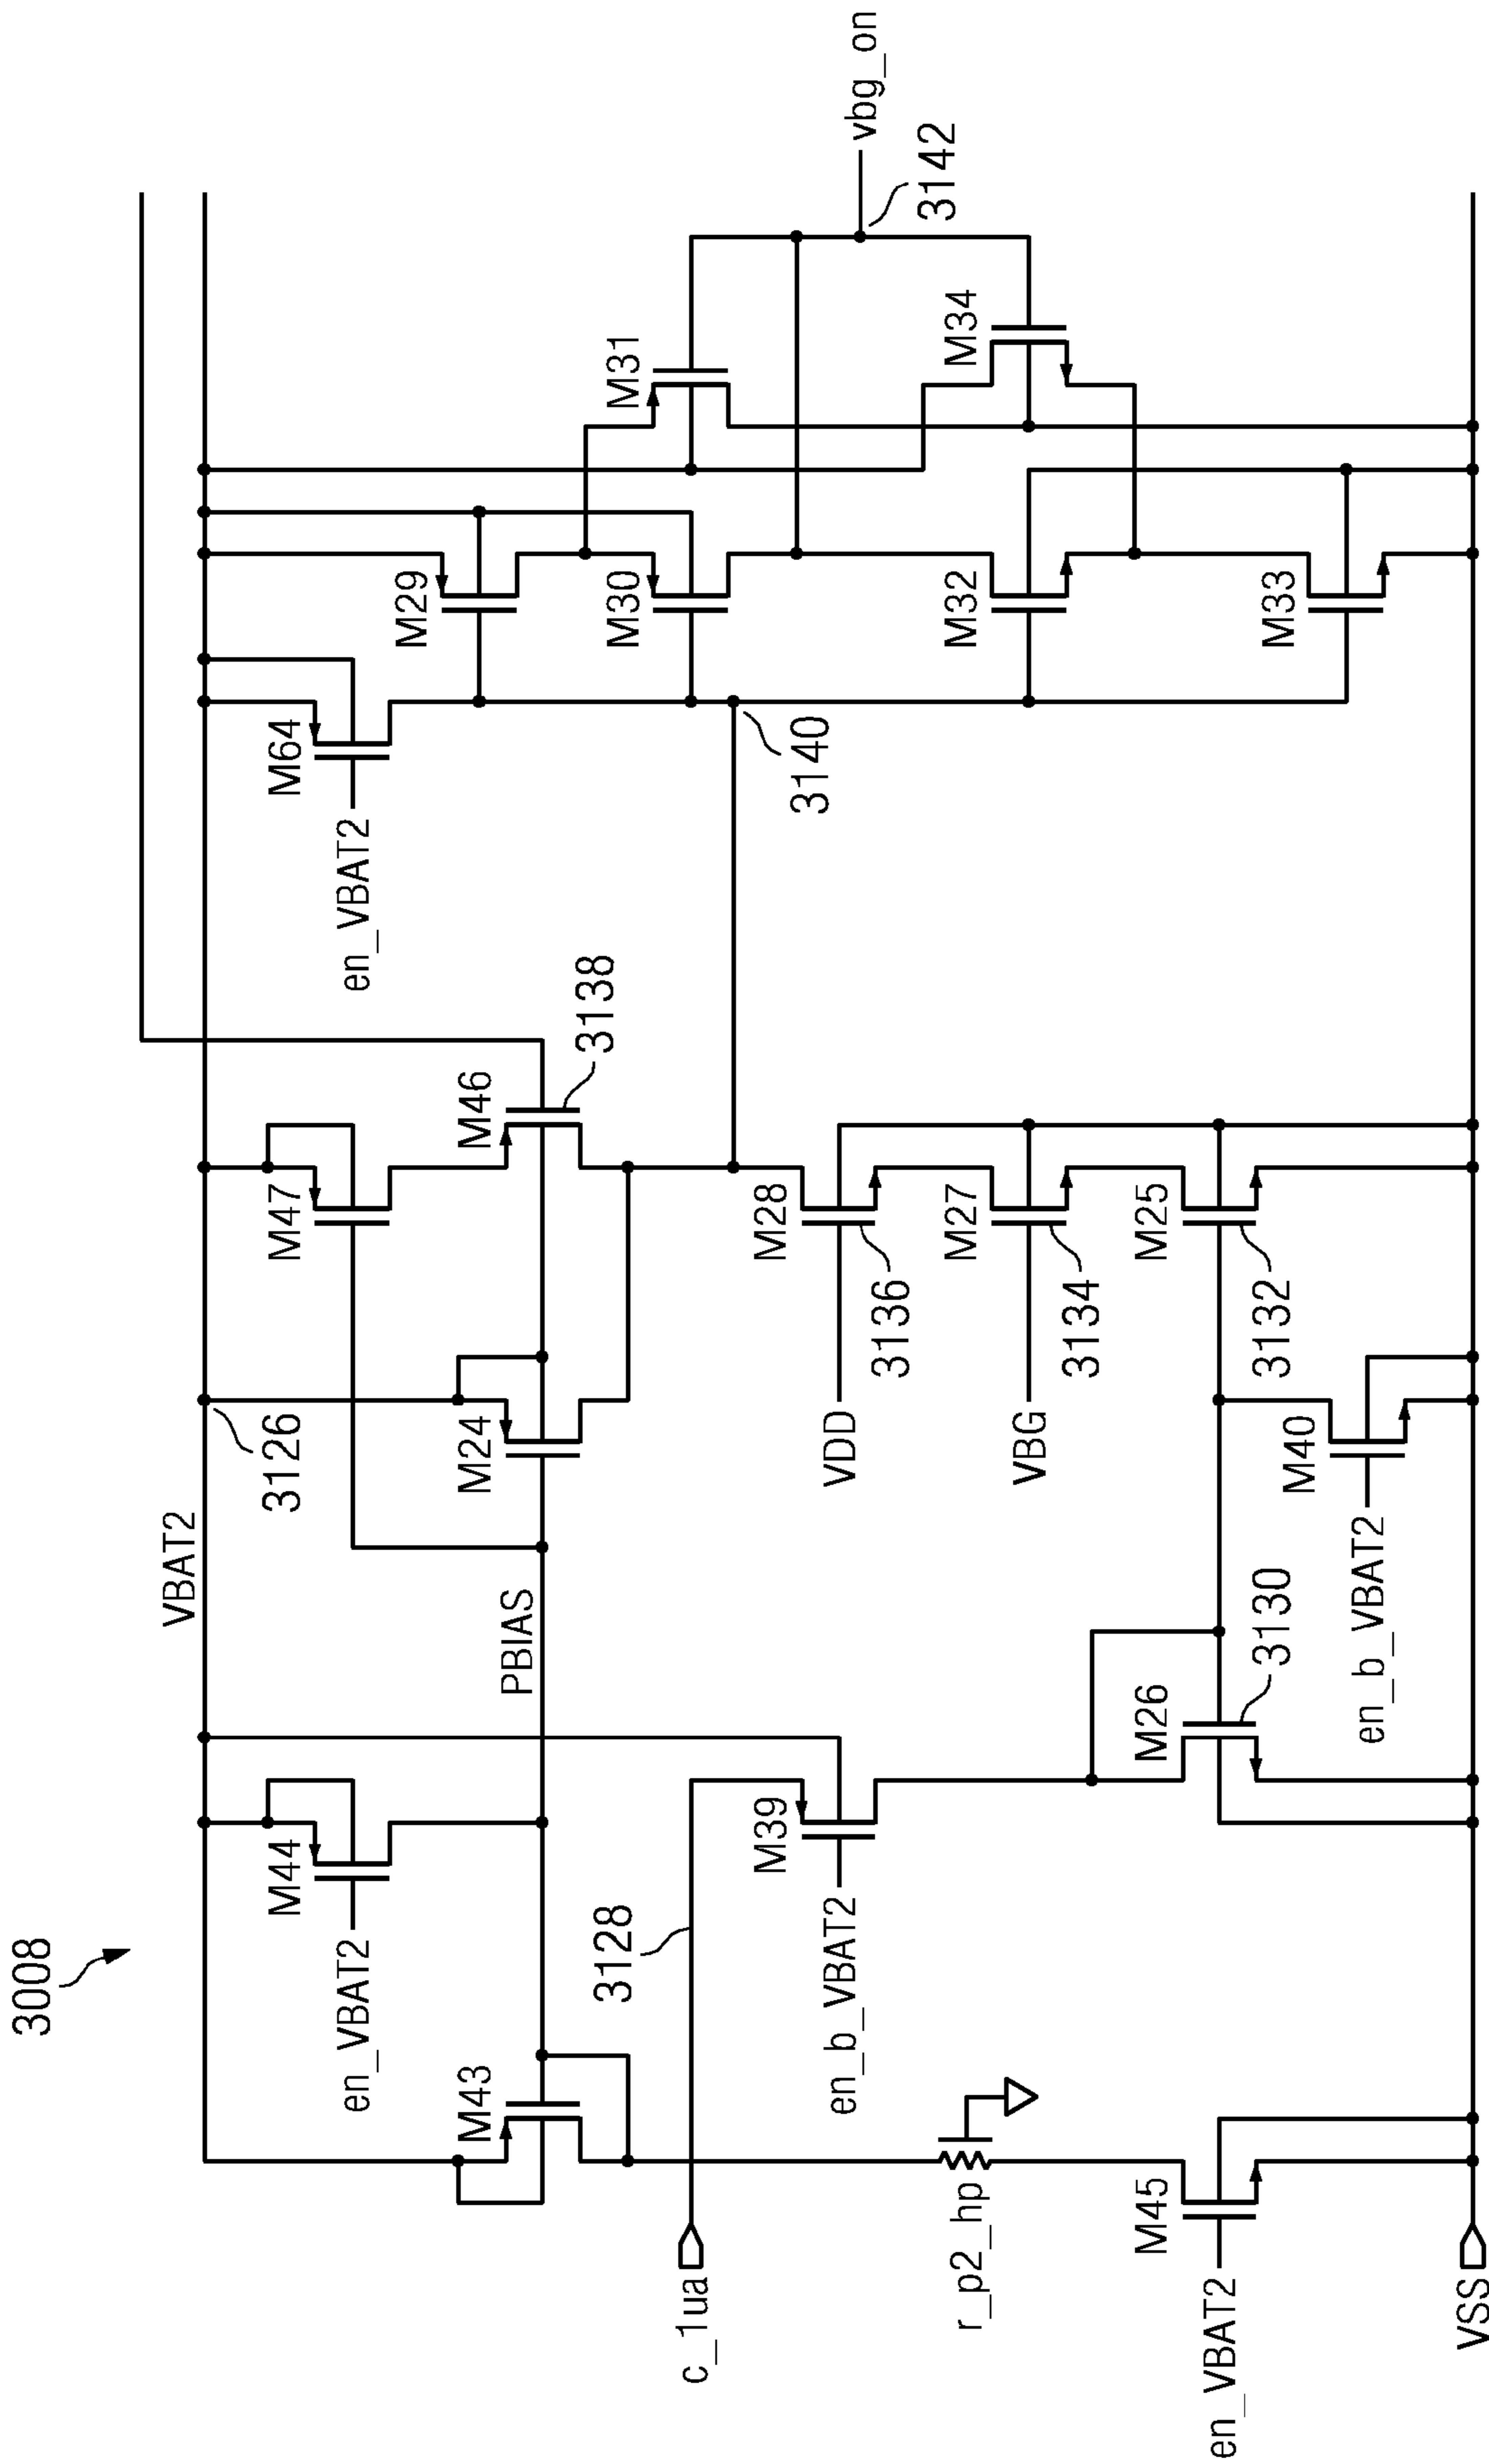 3008
VBAT2
3126
M44
en_VBAT2
M47
M64
en_VBAT2
M29
M43
PBIAS
M24
M46
3138
M30
M31
c_1ua
3128
M39
en_b_VBAT2
VDD
M28
3136
3140
vbg_on
3142
r_p2_hp
VBG
M27
3134
M32
M34
M45
en_VBAT2
M26
3130
M25
3132
M40
en_b_VBAT2
M33
VSS